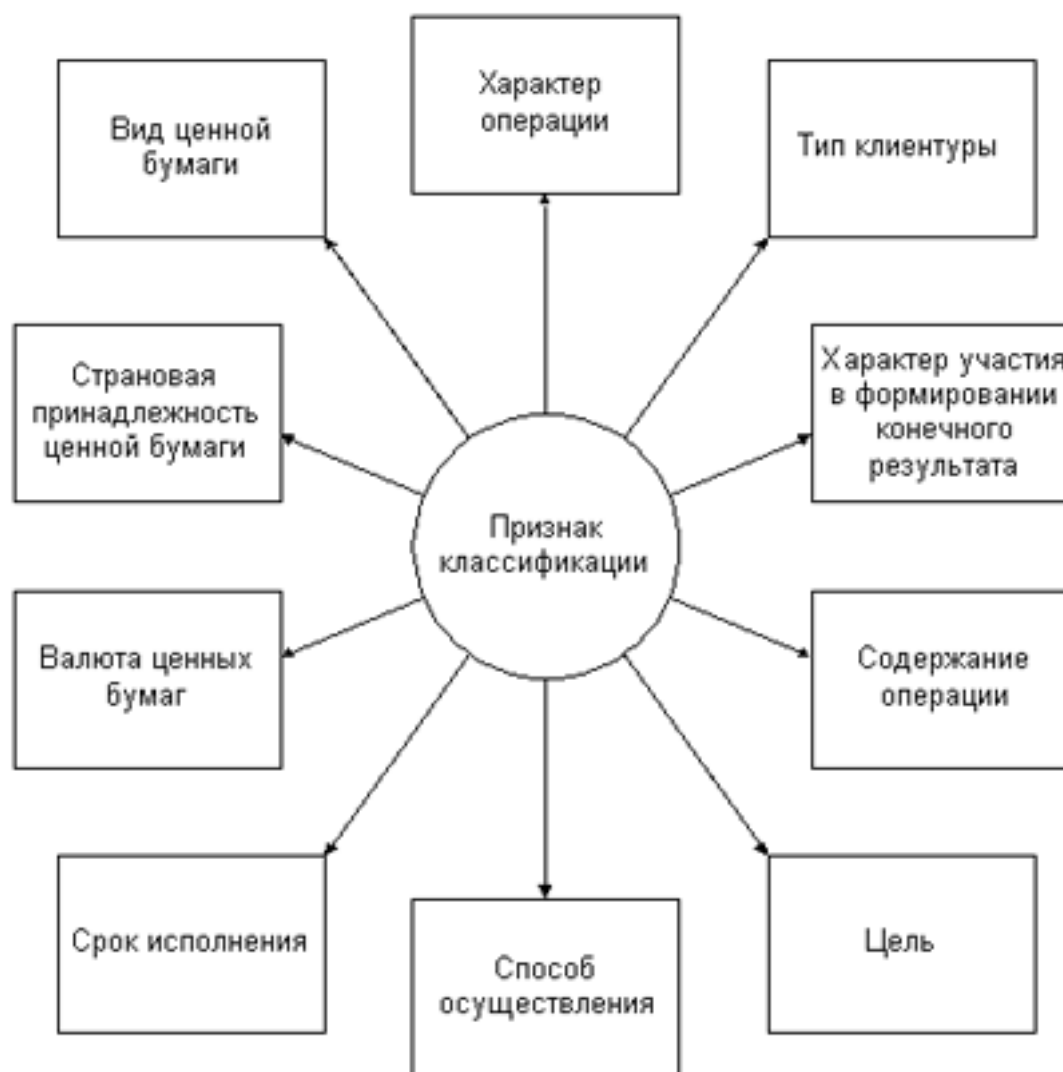 Характер
операции
Вид ценной
бумаги
Тип клиентуры
Страновая
принадлежность
ценной бумаги
Характер участия
в формировании
конечного
результата
Признак
классификации
Валюта ценных
бумаг
Содержание
операции
Срок исполнения
Способ
осуществления
Цель